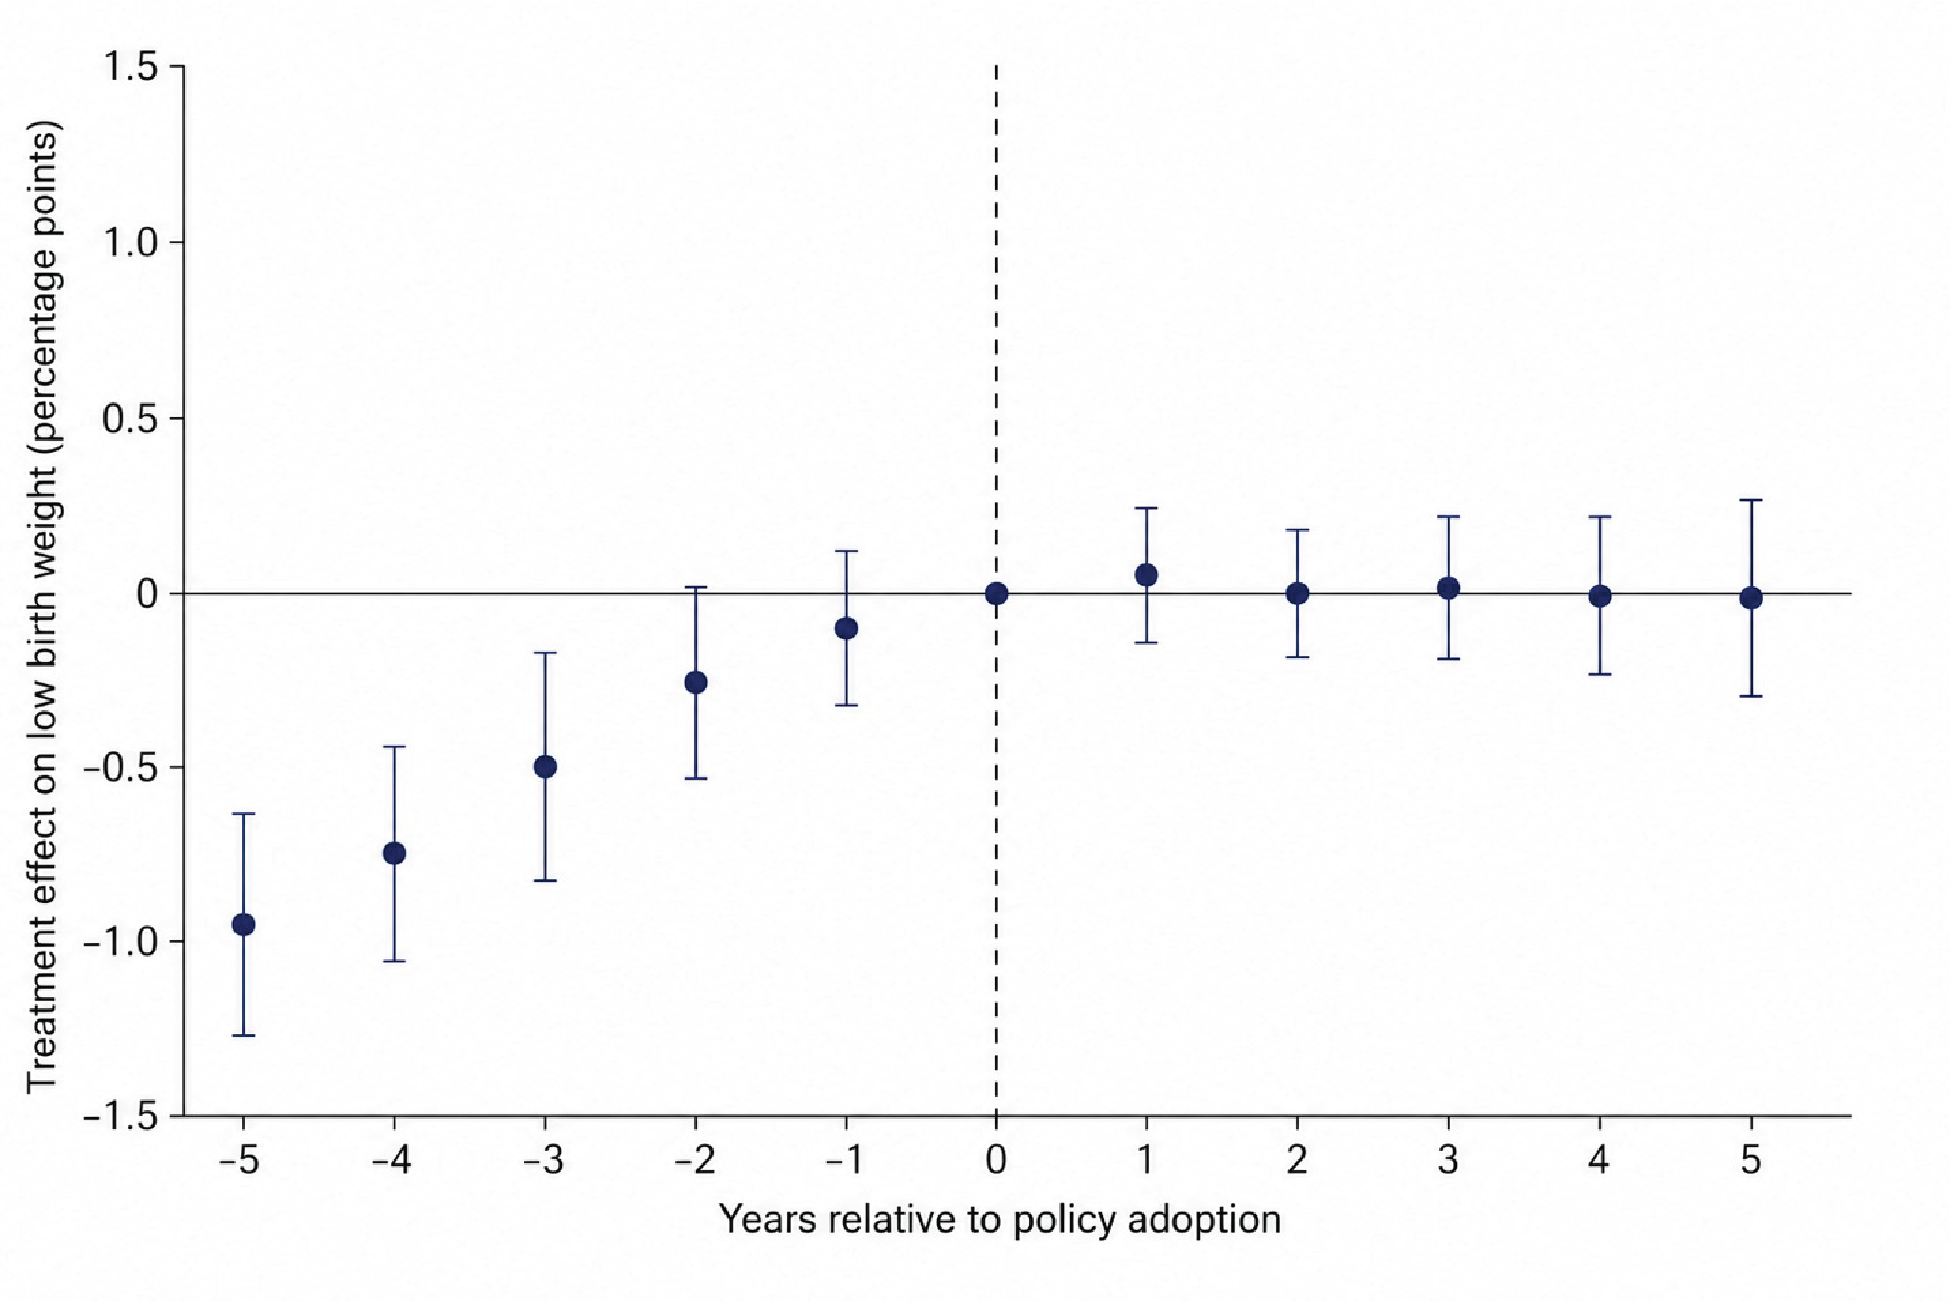 Treatment effect on low birth weight (percentage points)
1.5
1.0
0.5
0
−0.5
−1.0
−1.5
−5 −4 −3 −2 −1 0 1 2 3 4 5
Years relative to policy adoption